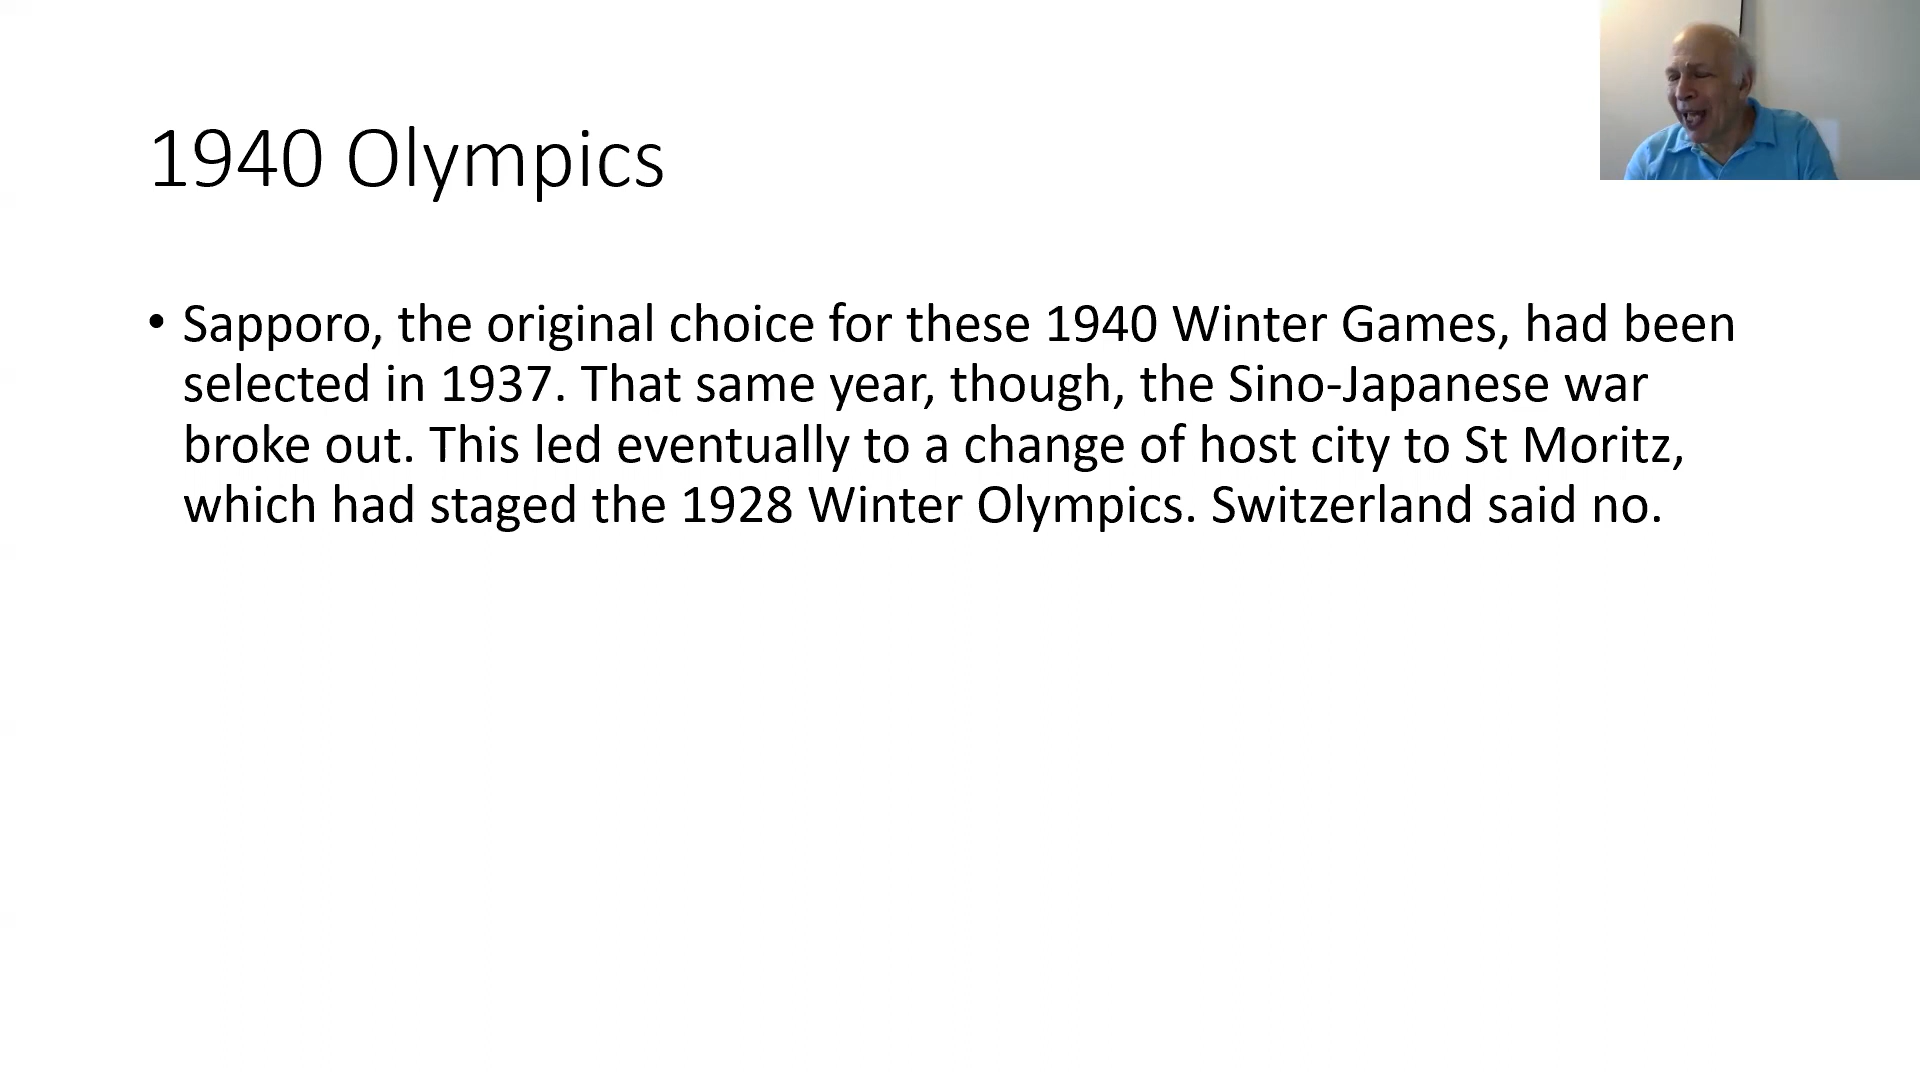 1940 Olympics
• Sapporo, the original choice for these 1940 Winter Games, had been
selected in 1937. That same year, though, the Sino-Japanese war
broke out. This led eventually to a change of host city to St Moritz,
which had staged the 1928 Winter Olympics. Switzerland said no.